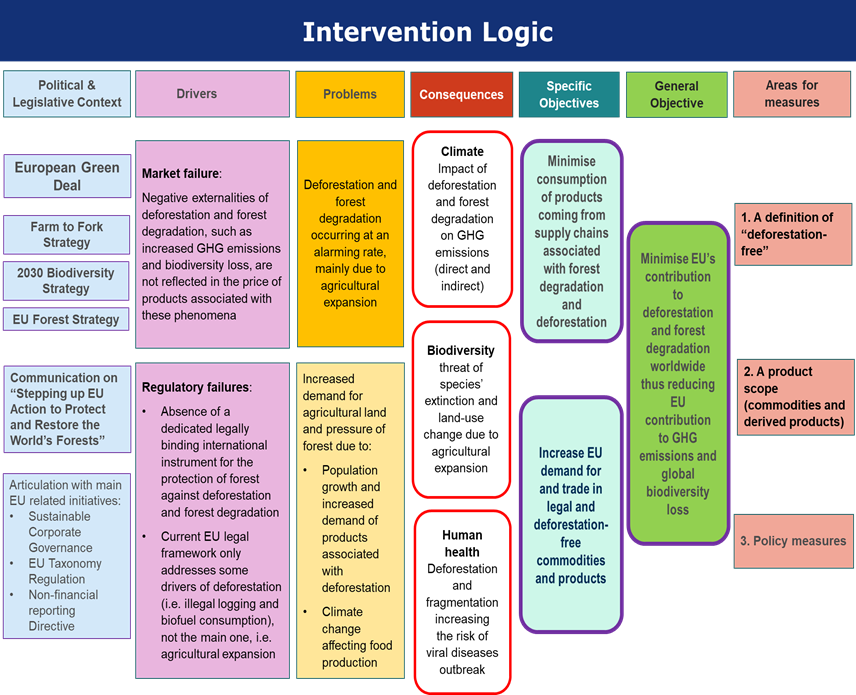 Intervention Logic
Political &
Legislative Context
Drivers
Problems
Consequences
Specific
Objectives
General
Objective
Areas for
measures
European Green
Deal
Farm to Fork
Strategy
2030 Biodiversity
Strategy
EU Forest Strategy
Communication on
“Stepping up EU
Action to Protect
and Restore the
World’s Forests”
Articulation with main
EU related initiatives:
• Sustainable
Corporate
Governance
• EU Taxonomy
Regulation
• Non-financial
reporting
Directive
Market failure:
Negative externalities of
deforestation and forest
degradation, such as
increased GHG emissions
and biodiversity loss, are
not reflected in the price of
products associated with
these phenomena
Regulatory failures:
• Absence of a
dedicated legally
binding international
instrument for the
protection of forest
against deforestation
and forest degradation
• Current EU legal
framework only
addresses some
drivers of deforestation
(i.e. illegal logging and
biofuel consumption),
not the main one, i.e.
agricultural expansion
Deforestation and
forest
degradation
occurring at an
alarming rate,
mainly due to
agricultural
expansion
Increased
demand for
agricultural land
and pressure of
forest due to:
• Population
growth and
increased
demand of
products
associated
with
deforestation
• Climate
change
affecting food
production
Climate
Impact of
deforestation
and forest
degradation
on GHG
emissions
(direct and
indirect)
Biodiversity
threat of
species’
extinction and
land-use
change due to
agricultural
expansion
Human
health
Deforestation
and
fragmentation
increasing
the risk of
viral diseases
outbreak
Minimise
consumption
of products
coming from
supply chains
associated
with forest
degradation
and
deforestation
Increase EU
demand for
and trade in
legal and
deforestation-
free
commodities
and products
Minimise EU’s
contribution
to
deforestation
and forest
degradation
worldwide
thus reducing
EU
contribution
to GHG
emissions and
global
biodiversity
loss
1. A definition of
“deforestation-
free”
2. A product
scope
(commodities and
derived products)
3. Policy measures